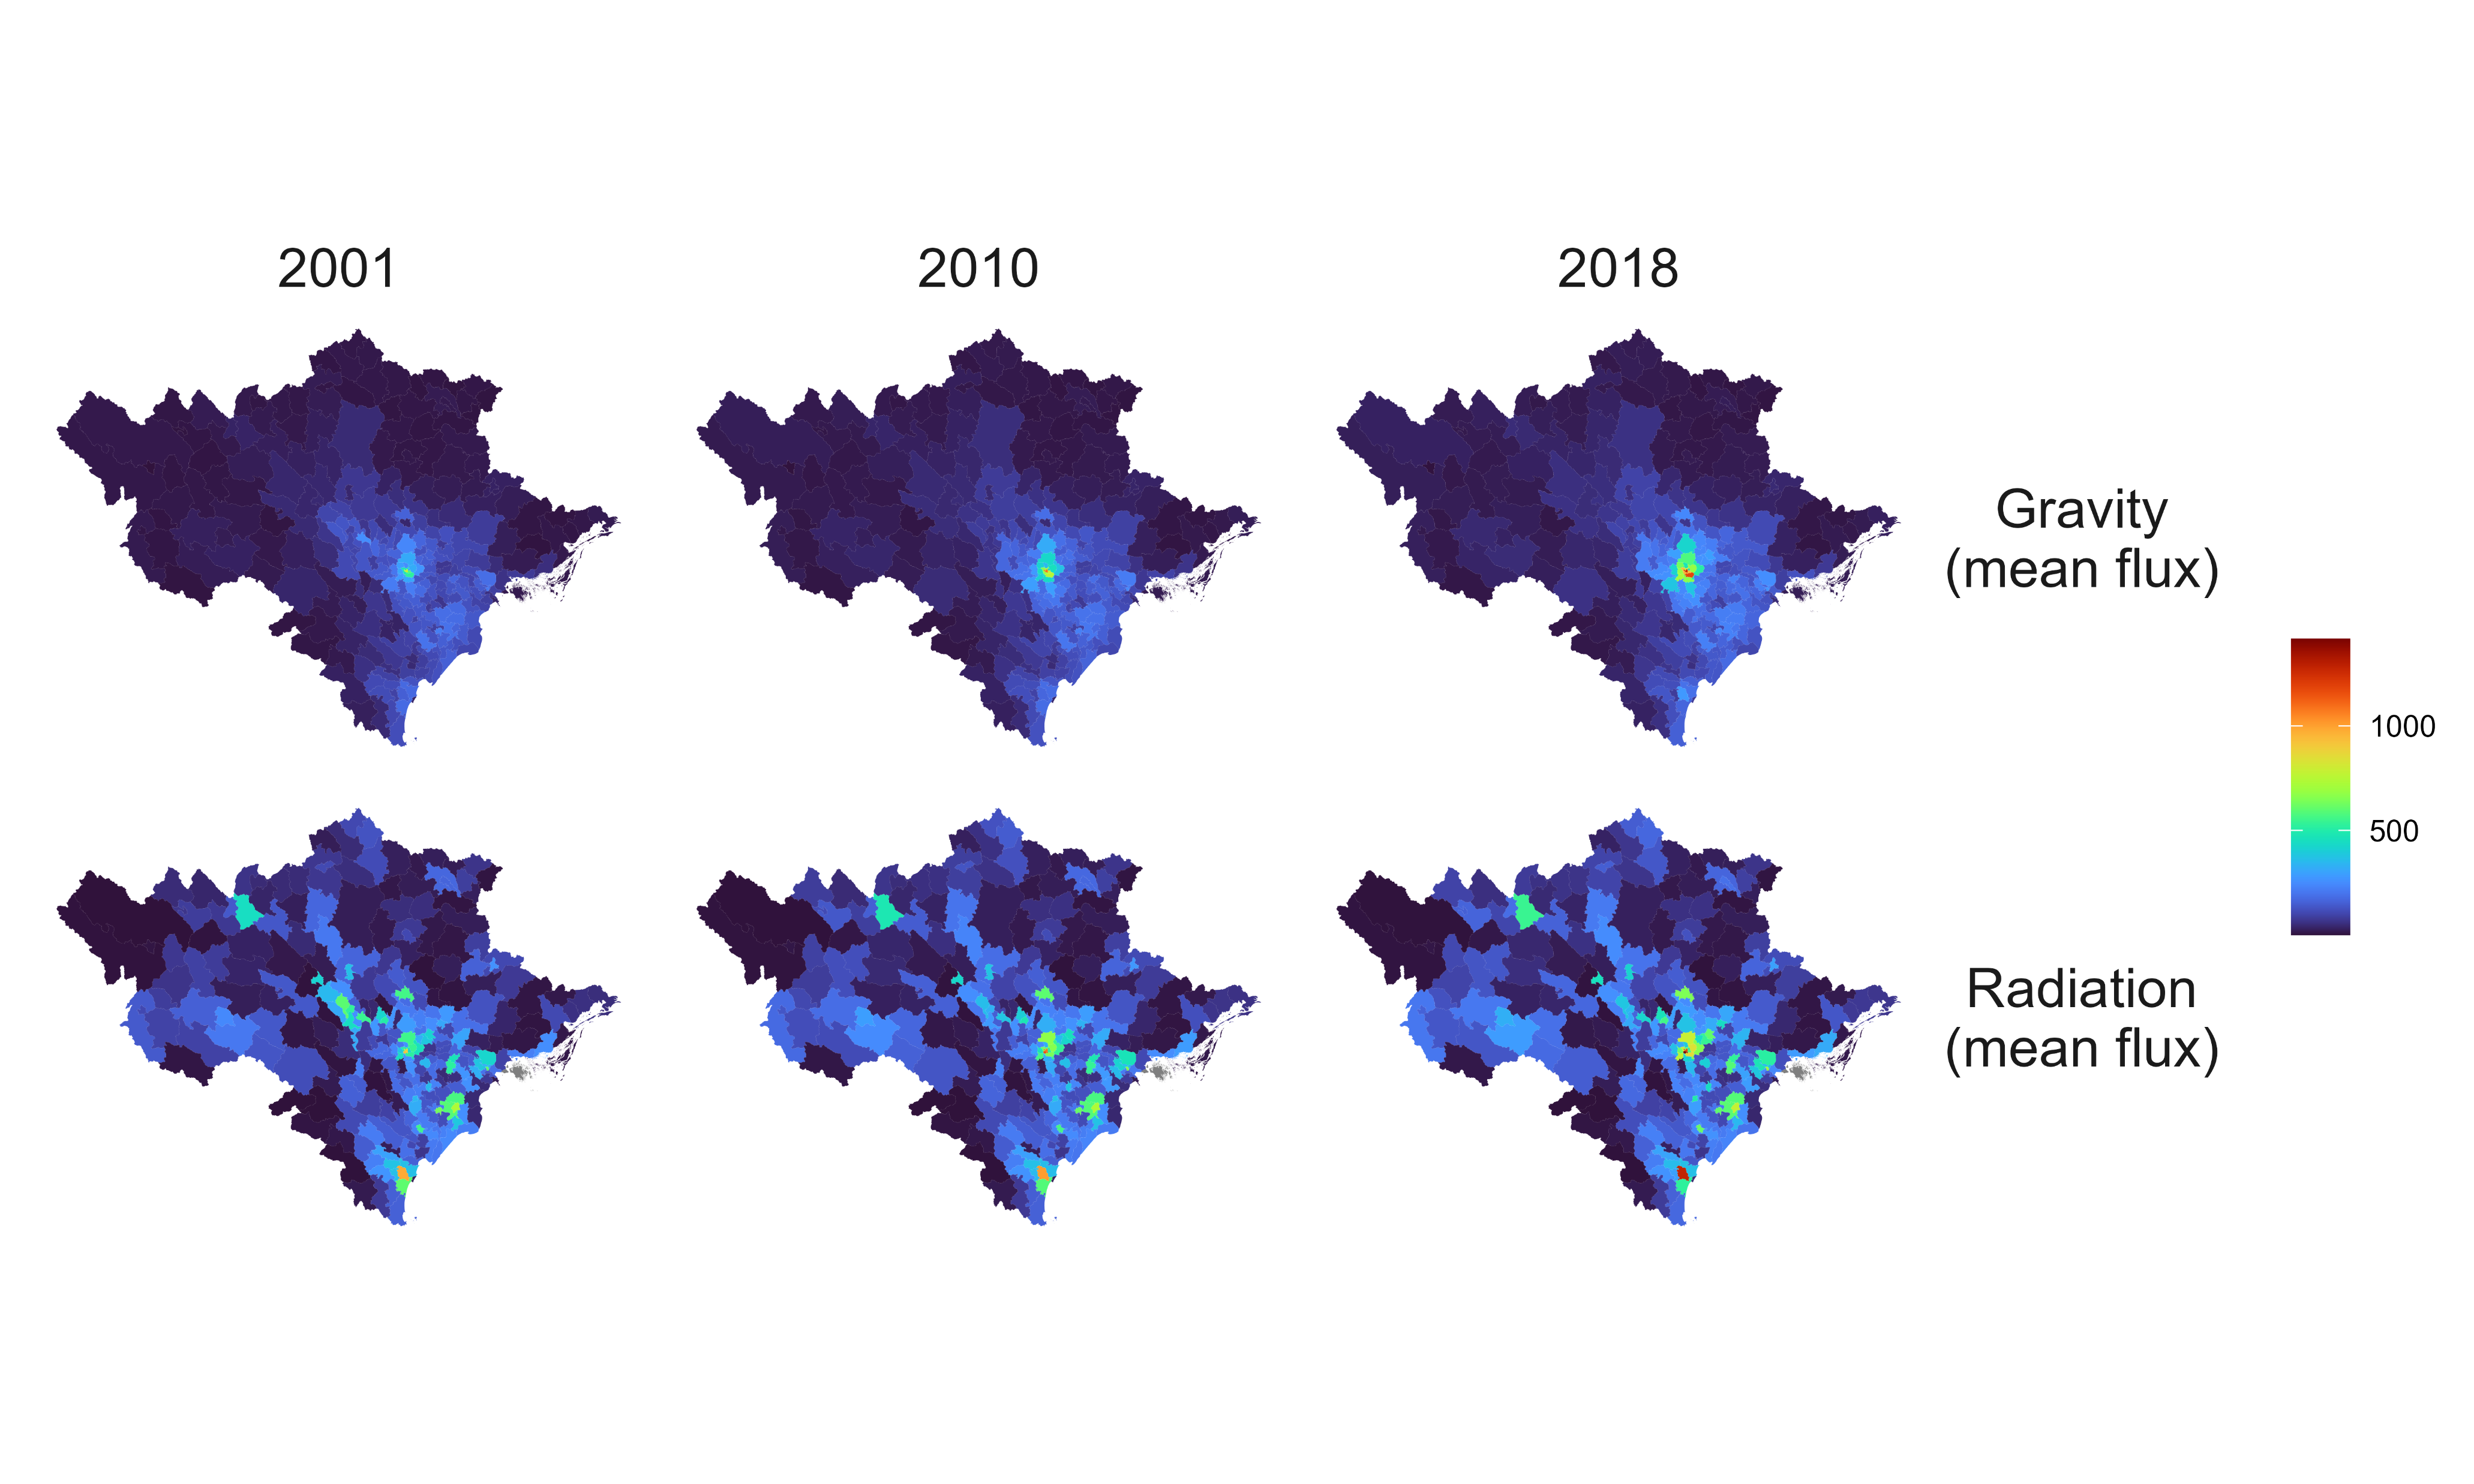 2001
2010
2018
Gravity
(mean flux)
1000
500
Radiation
(mean flux)